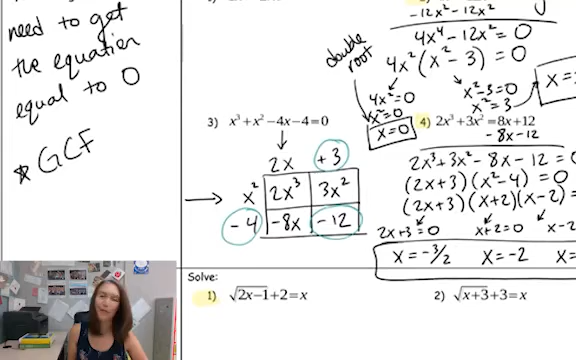 need to get
the equation
equal to 0
* GCF
-12x² -12x²
4x⁴ - 12x² = 0
4x²(x² - 3) = 0
double
root
4x² = 0
x² = 0
x = 0
x² - 3 = 0
x² = 3
x =
3) x³ + x² - 4x - 4 = 0
2x +3
x² 2x³ 3x²
-4 -8x -12
4) 2x³ + 3x² = 8x + 12
- 8x - 12
2x³ + 3x² - 8x - 12 = 0
(2x + 3)(x² - 4) = 0
(2x + 3)(x + 2)(x - 2) =
2x + 3 = 0 x + 2 = 0 x - 2
x = -3/2 x = -2 x =
Solve:
1) √(2x-1) + 2 = x
2) √(x+3) + 3 = x